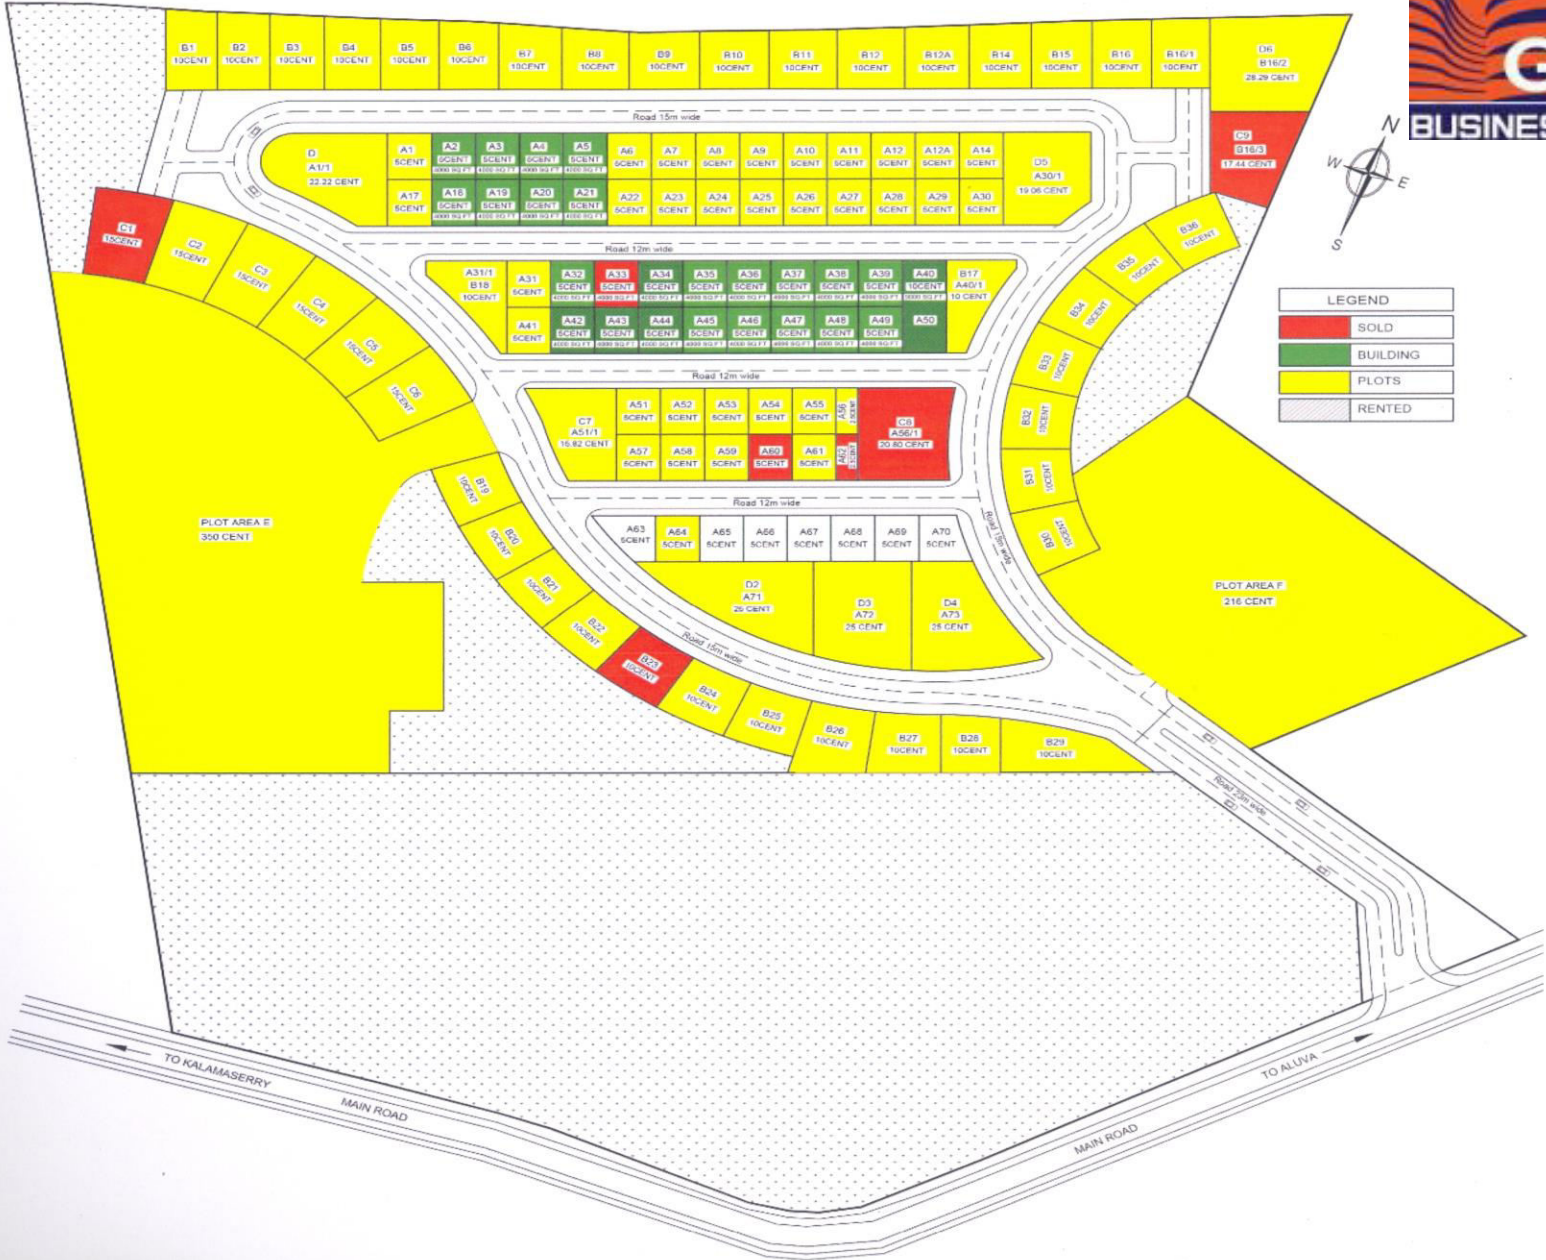 G
BUSINES
B1
10CENT
B2
10CENT
B3
10CENT
B4
10CENT
B5
10CENT
B6
10CENT
B7
10CENT
B8
10CENT
B9
10CENT
B10
10CENT
B11
10CENT
B12
10CENT
B12A
10CENT
B14
10CENT
B15
10CENT
B16
10CENT
B16/1
10CENT
D6
B16/2
28.29 CENT
C9
B16/3
17.44 CENT
N
W
E
S
Road 15m wide
D
A1/1
22.22 CENT
A1
5CENT
A2
5CENT
4000 SQ.FT
A3
5CENT
4000 SQ.FT
A4
5CENT
4000 SQ.FT
A5
5CENT
4000 SQ.FT
A6
5CENT
A7
5CENT
A8
5CENT
A9
5CENT
A10
5CENT
A11
5CENT
A12
5CENT
A12A
5CENT
A14
5CENT
D5
A30/1
19.06 CENT
A17
5CENT
A18
5CENT
4000 SQ.FT
A19
5CENT
4000 SQ.FT
A20
5CENT
4000 SQ.FT
A21
5CENT
4000 SQ.FT
A22
5CENT
A23
5CENT
A24
5CENT
A25
5CENT
A26
5CENT
A27
5CENT
A28
5CENT
A29
5CENT
A30
5CENT
C1
15CENT
C2
15CENT
C3
15CENT
C4
15CENT
C5
15CENT
C6
15CENT
Road 12m wide
A31/1
B18
10CENT
A31
5CENT
A32
5CENT
4000 SQ.FT
A33
5CENT
4000 SQ.FT
A34
5CENT
4000 SQ.FT
A35
5CENT
4000 SQ.FT
A36
5CENT
4000 SQ.FT
A37
5CENT
4000 SQ.FT
A38
5CENT
4000 SQ.FT
A39
5CENT
4000 SQ.FT
A40
10CENT
B17
A40/1
10 CENT
A41
5CENT
A42
5CENT
4000 SQ.FT
A43
5CENT
4000 SQ.FT
A44
5CENT
4000 SQ.FT
A45
5CENT
4000 SQ.FT
A46
5CENT
4000 SQ.FT
A47
5CENT
4000 SQ.FT
A48
5CENT
4000 SQ.FT
A49
5CENT
4000 SQ.FT
A50
B36
10CENT
B35
10CENT
B34
10CENT
B33
10CENT
B32
10CENT
B31
10CENT
B30
10CENT
LEGEND
SOLD
BUILDING
PLOTS
RENTED
Road 12m wide
C7
A51/1
15.82 CENT
A51
5CENT
A52
5CENT
A53
5CENT
A54
5CENT
A55
5CENT
A56
C8
A56/1
20.80 CENT
A57
5CENT
A58
5CENT
A59
5CENT
A60
5CENT
A61
5CENT
A62
Road 12m wide
Road 15m wide
A63
5CENT
A64
5CENT
A65
5CENT
A66
5CENT
A67
5CENT
A68
5CENT
A69
5CENT
A70
5CENT
D2
A71
25 CENT
D3
A72
25 CENT
D4
A73
25 CENT
PLOT AREA E
350 CENT
PLOT AREA F
216 CENT
B19
10CENT
B20
10CENT
B21
10CENT
B22
10CENT
B23
10CENT
B24
10CENT
B25
10CENT
B26
10CENT
B27
10CENT
B28
10CENT
B29
10CENT
Road 15m wide
Road 23m wide
TO KALAMASERRY
MAIN ROAD
MAIN ROAD
TO ALUVA